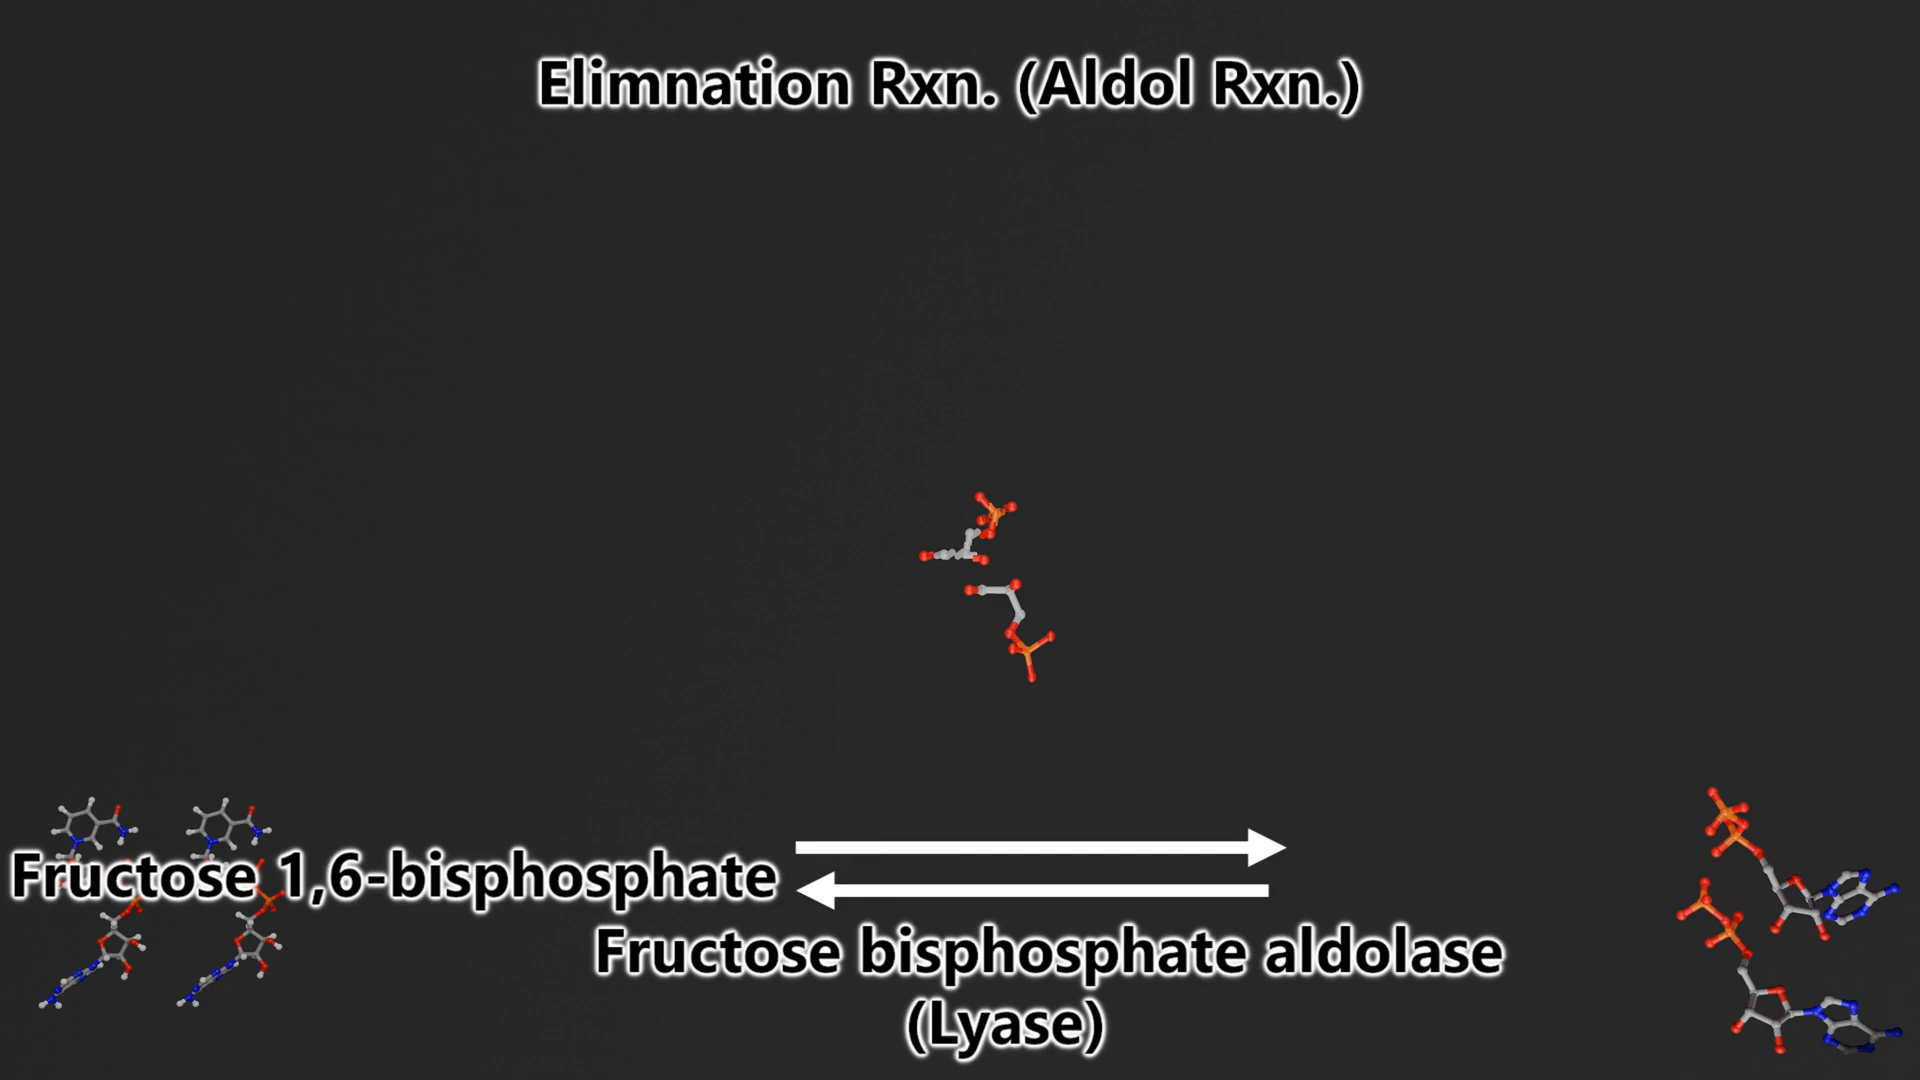 Elimnation Rxn. (Aldol Rxn.)
Fructose 1,6-bisphosphate
Fructose bisphosphate aldolase
(Lyase)